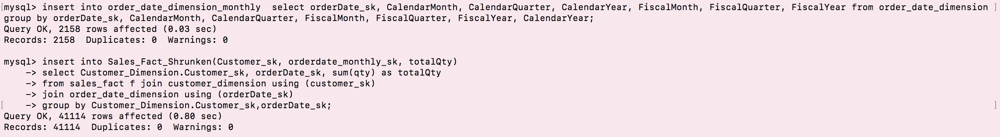 [mysql> insert into order_date_dimension_monthly  select orderDate_sk, CalendarMonth, CalendarQuarter, CalendarYear, FiscalMonth, FiscalQuarter, FiscalYear from order_date_dimension ]
group by orderDate_sk, CalendarMonth, CalendarQuarter, FiscalMonth, FiscalQuarter, FiscalYear, CalendarYear;
Query OK, 2158 rows affected (0.03 sec)
Records: 2158  Duplicates: 0  Warnings: 0

mysql> insert into Sales_Fact_Shrunken(Customer_sk, orderdate_monthly_sk, totalQty)
    -> select Customer_Dimension.Customer_sk, orderDate_sk, sum(qty) as totalQty
    -> from sales_fact f join customer_dimension using (customer_sk)
    -> join order_date_dimension using (orderDate_sk)
[    -> group by Customer_Dimension.Customer_sk,orderDate_sk; ]
Query OK, 41114 rows affected (0.80 sec)
Records: 41114  Duplicates: 0  Warnings: 0